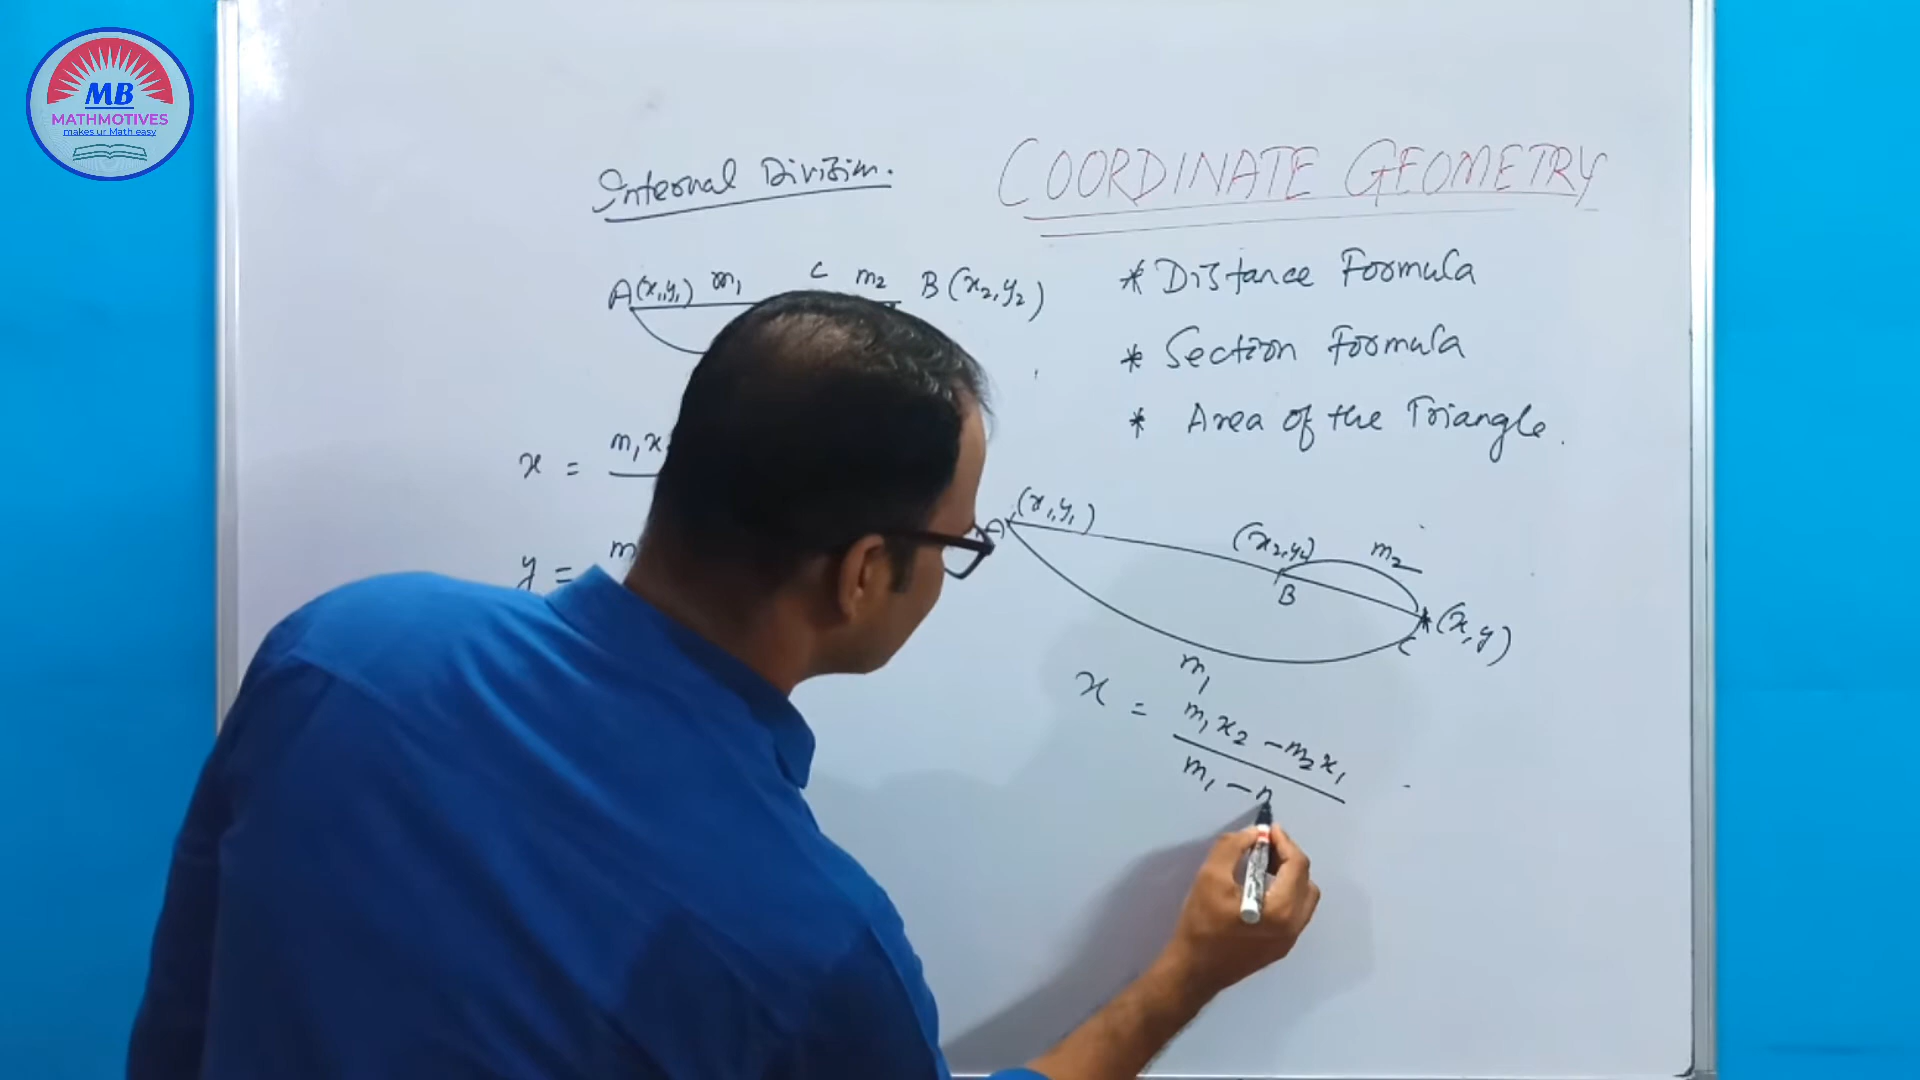 MB
MATHMOTIVES
makes ur Math easy
Internal Division.
A(x₁,y₁) m₁ C m₂ B(x₂,y₂)
x = m₁x
y = m
COORDINATE GEOMETRY
* Distance Formula
* Section Formula
* Area of the Triangle.
A (x₁,y₁)
(x₂,y₂) m₂
B
C (x,y)
m₁
x = m₁x₂ - m₂x₁
m₁ -